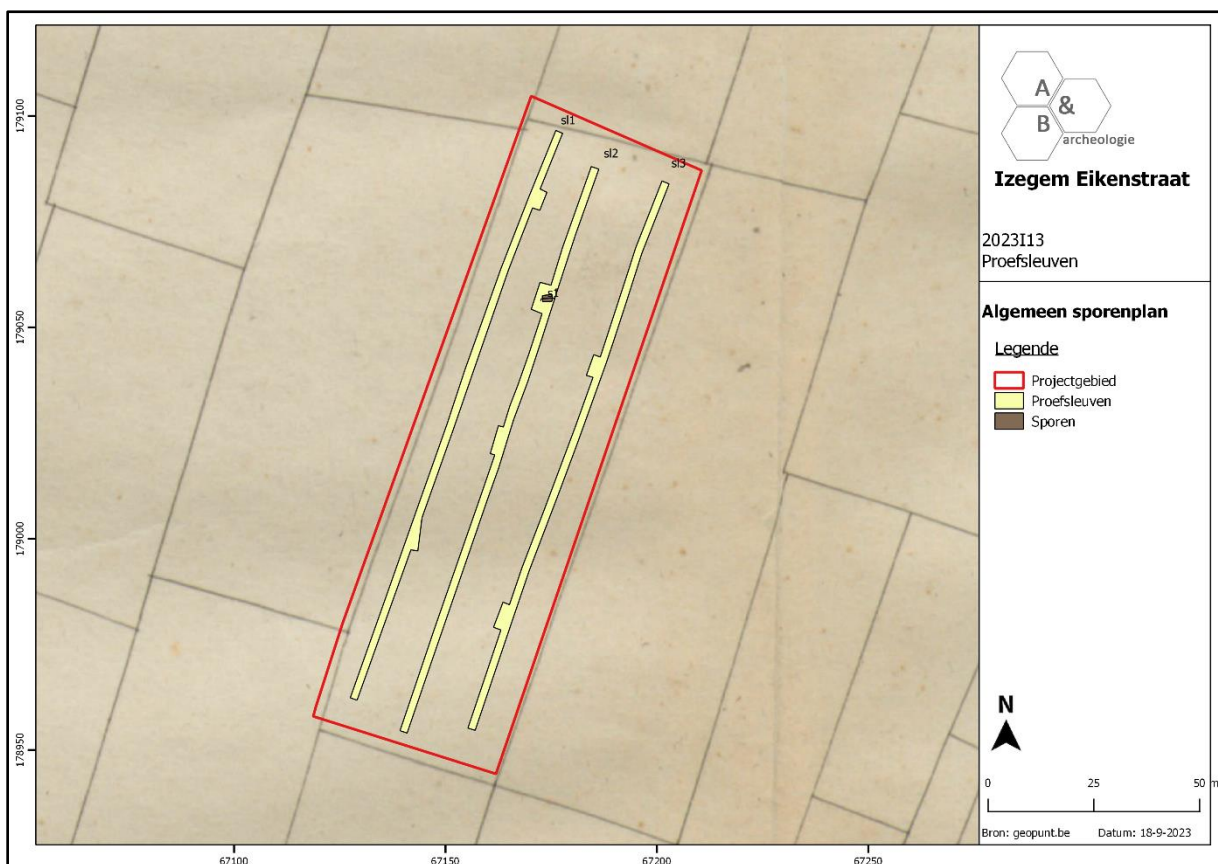 179100
179050
179000
178950
67100
67150
67200
67250
sl1
sl2
sl3
A
&
B
archeologie
Izegem Eikenstraat
2023I13
Proefsleuven
Algemeen sporenplan
Legende
Projectgebied
Proefsleuven
Sporen
N
0 25 50 m
Bron: geopunt.be Datum: 18-9-2023